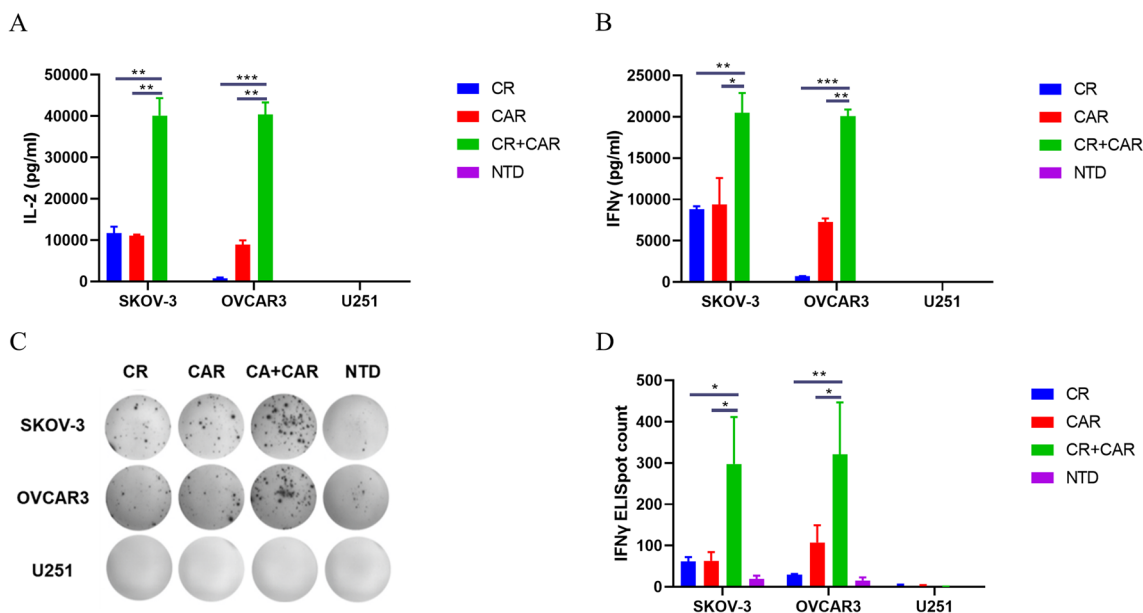 A
IL-2 (pg/ml)
50000
40000
30000
20000
10000
0
** ***
** **
SKOV-3 OVCAR3 U251
CR
CAR
CR+CAR
NTD
B
IFNγ (pg/ml)
25000
20000
15000
10000
5000
0
** ***
* **
SKOV-3 OVCAR3 U251
CR
CAR
CR+CAR
NTD
C
CR CAR CA+CAR NTD
SKOV-3
OVCAR3
U251
D
IFNγ ELISpot count
500
400
300
200
100
0
* **
* *
SKOV-3 OVCAR3 U251
CR
CAR
CR+CAR
NTD